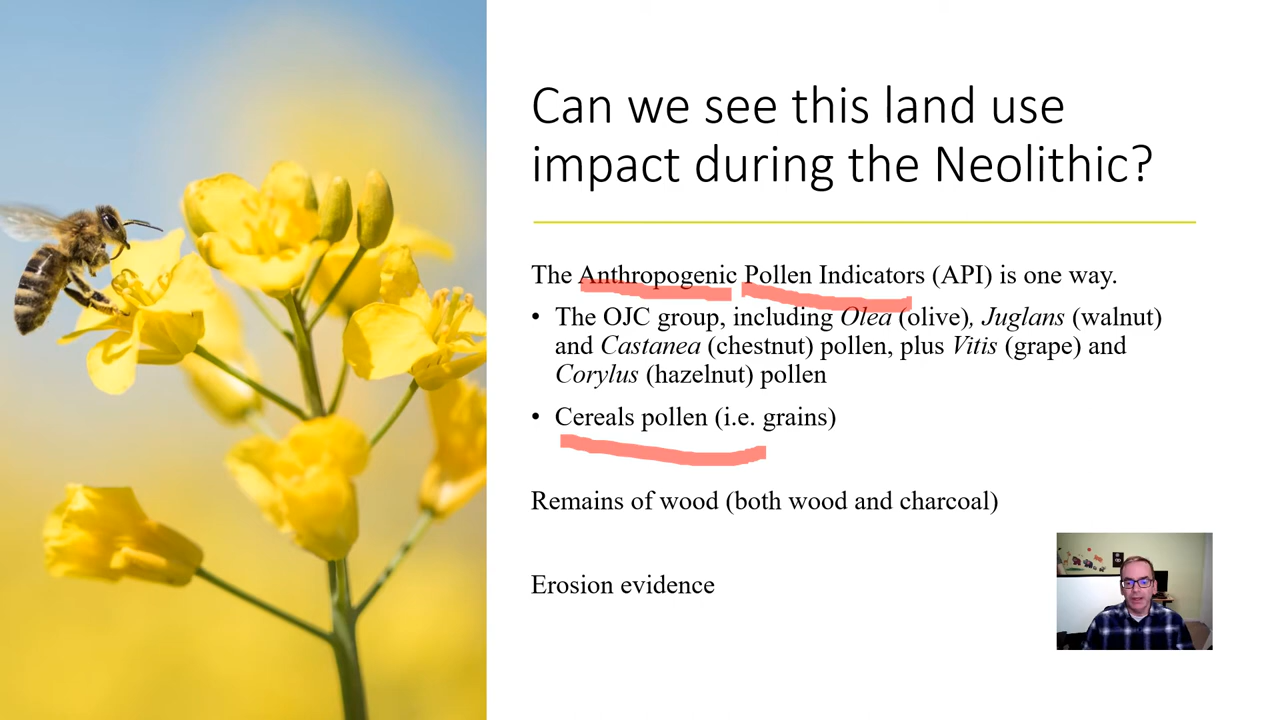 Can we see this land use
impact during the Neolithic?
The Anthropogenic Pollen Indicators (API) is one way.
• The OJC group, including Olea (olive), Juglans (walnut)
and Castanea (chestnut) pollen, plus Vitis (grape) and
Corylus (hazelnut) pollen
• Cereals pollen (i.e. grains)
Remains of wood (both wood and charcoal)
Erosion evidence